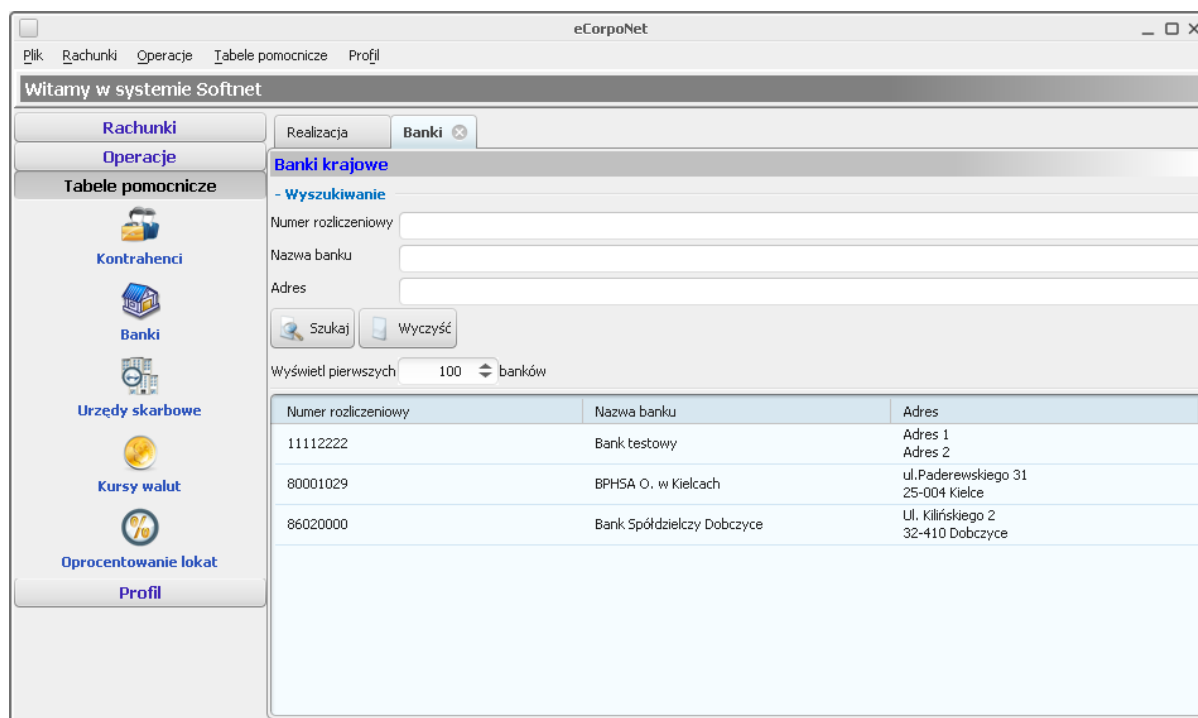 eCorpoNet
Plik Rachunki Operacje Tabele pomocnicze Profil
Witamy w systemie Softnet
Rachunki
Operacje
Tabele pomocnicze
Kontrahenci
Banki
Urzędy skarbowe
Kursy walut
Oprocentowanie lokat
Profil
Realizacja Banki
Banki krajowe
- Wyszukiwanie
Numer rozliczeniowy
Nazwa banku
Adres
Szukaj Wyczyść
Wyświetl pierwszych 100 banków
Numer rozliczeniowy Nazwa banku Adres
11112222 Bank testowy Adres 1
Adres 2
80001029 BPHSA O. w Kielcach ul.Paderewskiego 31
25-004 Kielce
86020000 Bank Spółdzielczy Dobczyce Ul. Kilińskiego 2
32-410 Dobczyce